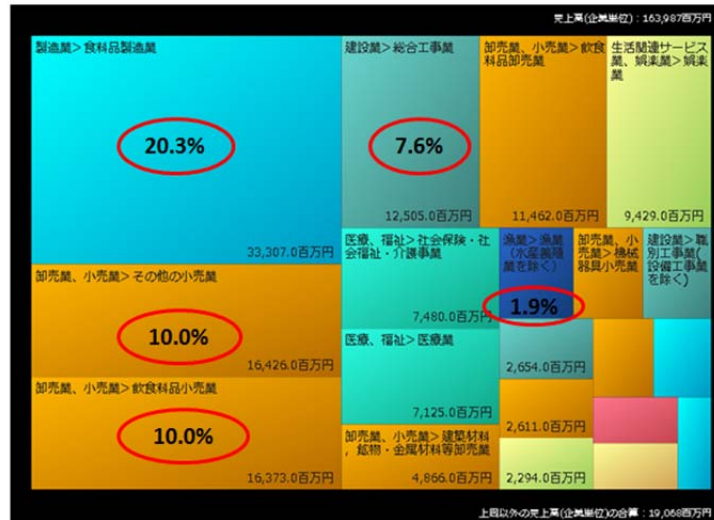 売上高(企業単位)：163,987百万円
製造業＞食料品製造業
20.3%
33,307.0百万円
建設業＞総合工事業
7.6%
12,505.0百万円
卸売業、小売業＞飲食
料品卸売業
11,462.0百万円
生活関連サービス
業、娯楽業＞娯楽
業
9,429.0百万円
卸売業、小売業＞その他の小売業
10.0%
16,426.0百万円
卸売業、小売業＞飲食料品小売業
10.0%
16,373.0百万円
医療、福祉＞社会保険・社
会福祉・介護事業
7,480.0百万円
医療、福祉＞医療業
7,125.0百万円
卸売業、小売業＞建築材料
、鉱物・金属材料等卸売業
4,866.0百万円
漁業＞漁業
（水産養殖
業を除く）
1.9%
卸売業、小
売業＞機械
器具小売業
建設業＞職
別工事業(
設備工事業
を除く)
2,654.0百万円
2,611.0百万円
2,294.0百万円
上図以外の売上高(企業単位)の合算：19,068百万円